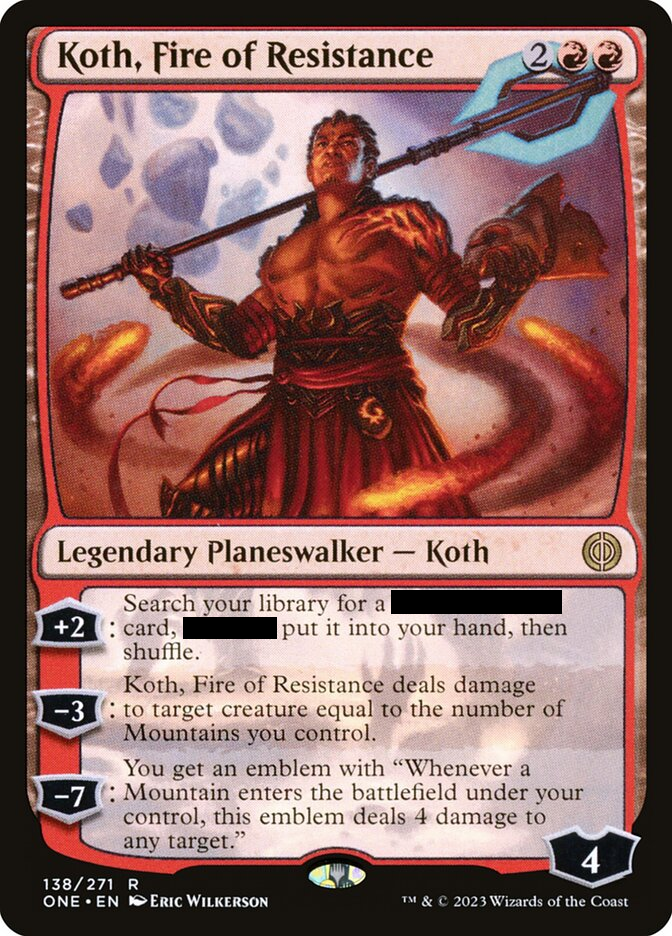 Koth, Fire of Resistance 2
Legendary Planeswalker — Koth
+2 : Search your library for a
card, put it into your hand, then
shuffle.
-3 : Koth, Fire of Resistance deals damage
to target creature equal to the number of
Mountains you control.
-7 : You get an emblem with “Whenever a
Mountain enters the battlefield under your
control, this emblem deals 4 damage to
any target.”
4
138/271 R
ONE • EN Eric Wilkerson ™ & © 2023 Wizards of the Coast